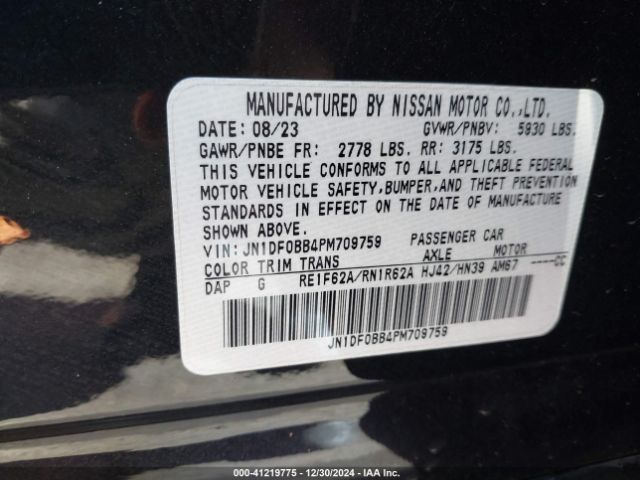 MANUFACTURED BY NISSAN MOTOR CO.,LTD.
DATE: 08/23 GVWR/PNBV: 5930 LBS.
GAWR/PNBE FR: 2778 LBS. RR: 3175 LBS.
THIS VEHICLE CONFORMS TO ALL APPLICABLE FEDERAL
MOTOR VEHICLE SAFETY,BUMPER,AND THEFT PREVENTION
STANDARDS IN EFFECT ON THE DATE OF MANUFACTURE
SHOWN ABOVE.
VIN: JN1DF0BB4PM709759 PASSENGER CAR
COLOR TRIM TRANS AXLE MOTOR ----CC
DAP G RE1F62A/RN1R62A HJ42/HN39 AM67
JN1DF0BB4PM709759
000-41219775 - 12/30/2024 - IAA Inc.